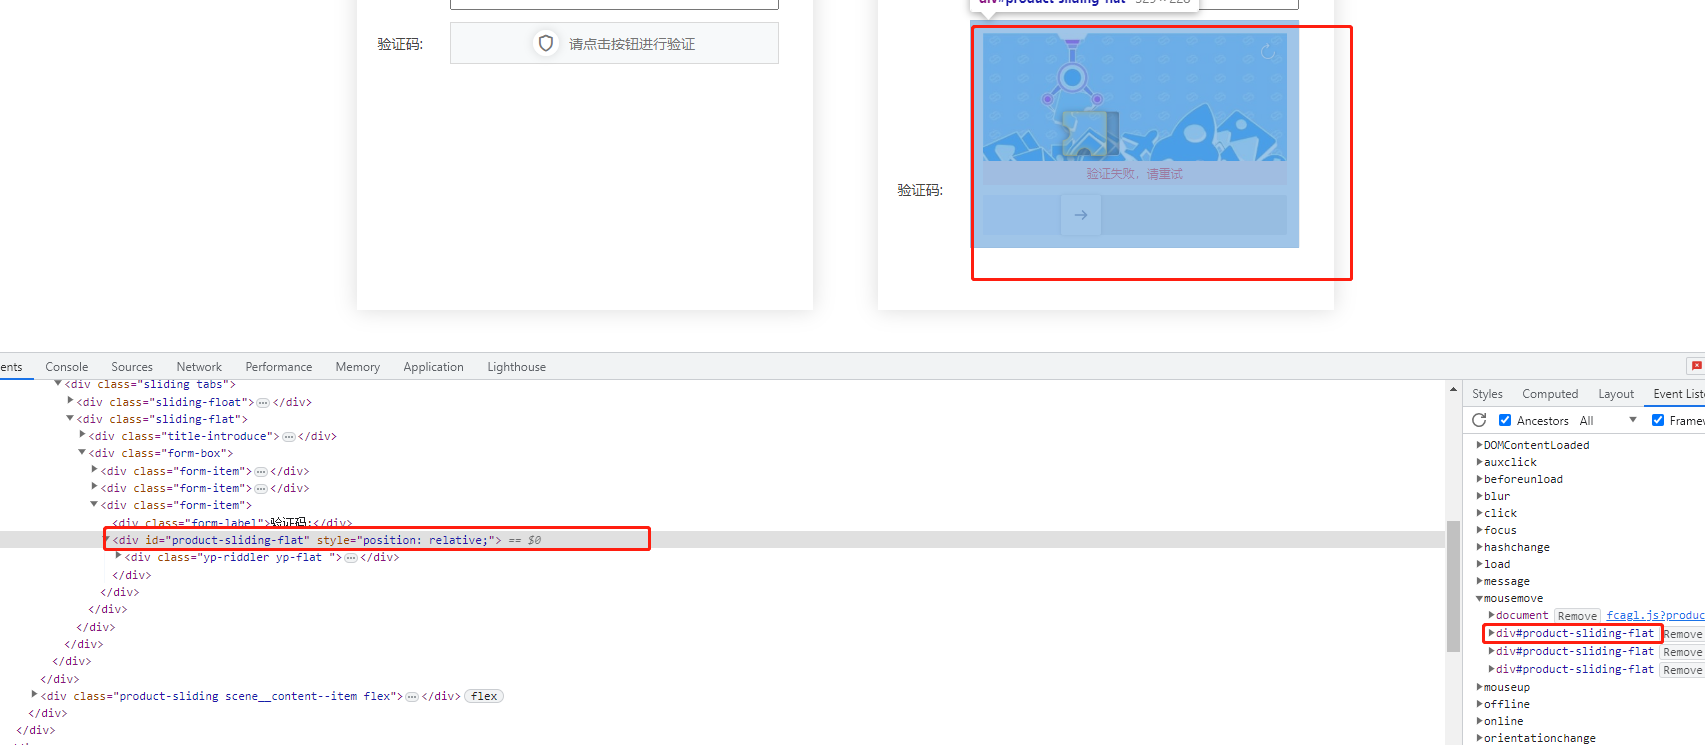 div#product-sliding-flat 329 × 228
验证码:
请点击按钮进行验证
验证失败，请重试
验证码:
ents Console Sources Network Performance Memory Application Lighthouse
<div class="sliding tabs">
<div class="sliding-float">…</div>
<div class="sliding-flat">
<div class="title-introduce">…</div>
<div class="form-box">
<div class="form-item">…</div>
<div class="form-item">…</div>
<div class="form-item">
<div class="form-label">验证码:</div>
<div id="product-sliding-flat" style="position: relative;"> == $0
<div class="yp-riddler yp-flat ">…</div>
</div>
</div>
</div>
</div>
</div>
</div>
</div>
<div class="product-sliding scene__content--item flex">…</div> flex
</div>
</div>
Styles Computed Layout Event Liste
Ancestors All Framew
DOMContentLoaded
auxclick
beforeunload
blur
click
focus
hashchange
load
message
mousemove
document Remove fcagl.js?produc
div#product-sliding-flat Remove
div#product-sliding-flat Remove
div#product-sliding-flat Remove
mouseup
offline
online
orientationchange